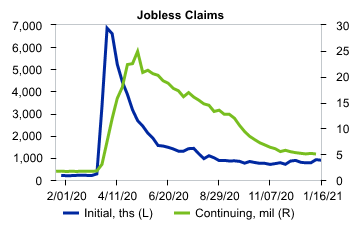 Jobless Claims
7,000 30
6,000 25
5,000 20
4,000
3,000 15
2,000 10
1,000 5
0 0
2/01/20 4/11/20 6/20/20 8/29/20 11/07/20 1/16/21
Initial, ths (L) Continuing, mil (R)